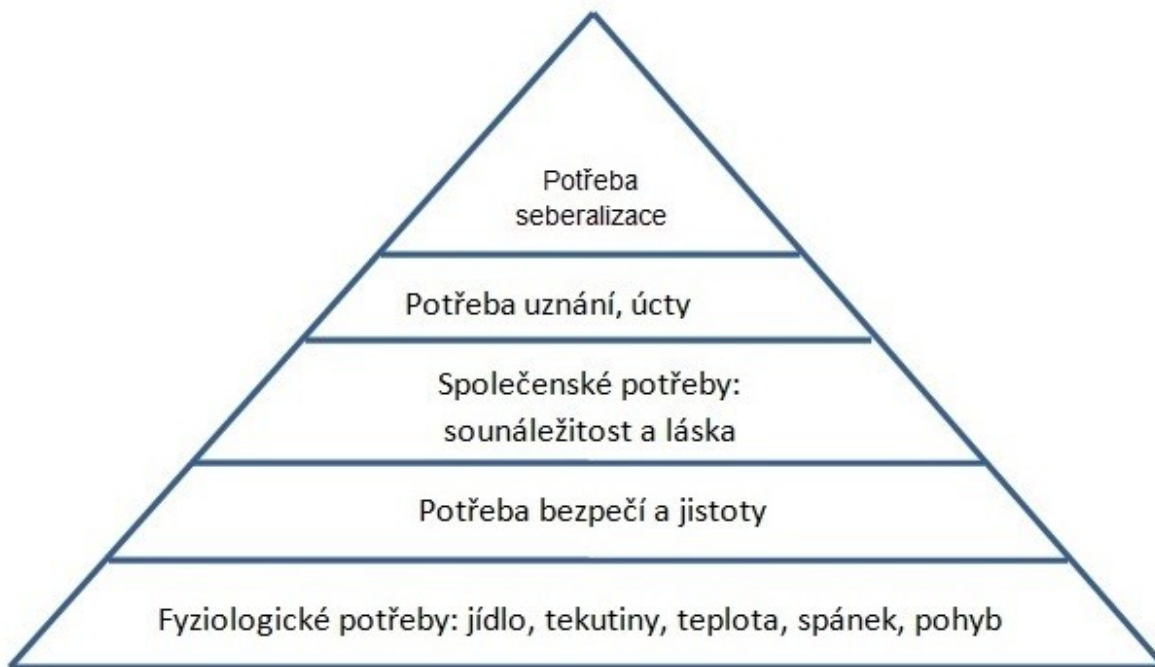 Potřeba
seberalizace
Potřeba uznání, úcty
Společenské potřeby:
sounáležitost a láska
Potřeba bezpečí a jistoty
Fyziologické potřeby: jídlo, tekutiny, teplota, spánek, pohyb